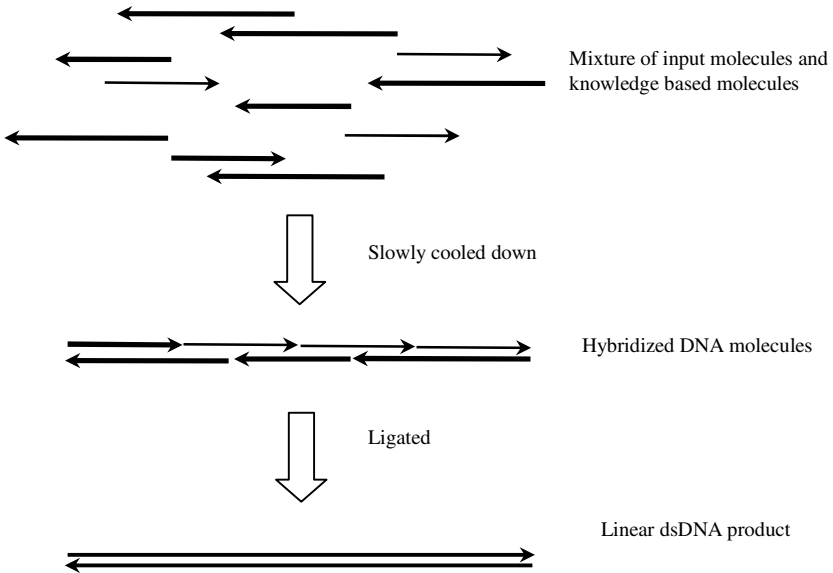 Mixture of input molecules and
knowledge based molecules
Slowly cooled down
Hybridized DNA molecules
Ligated
Linear dsDNA product